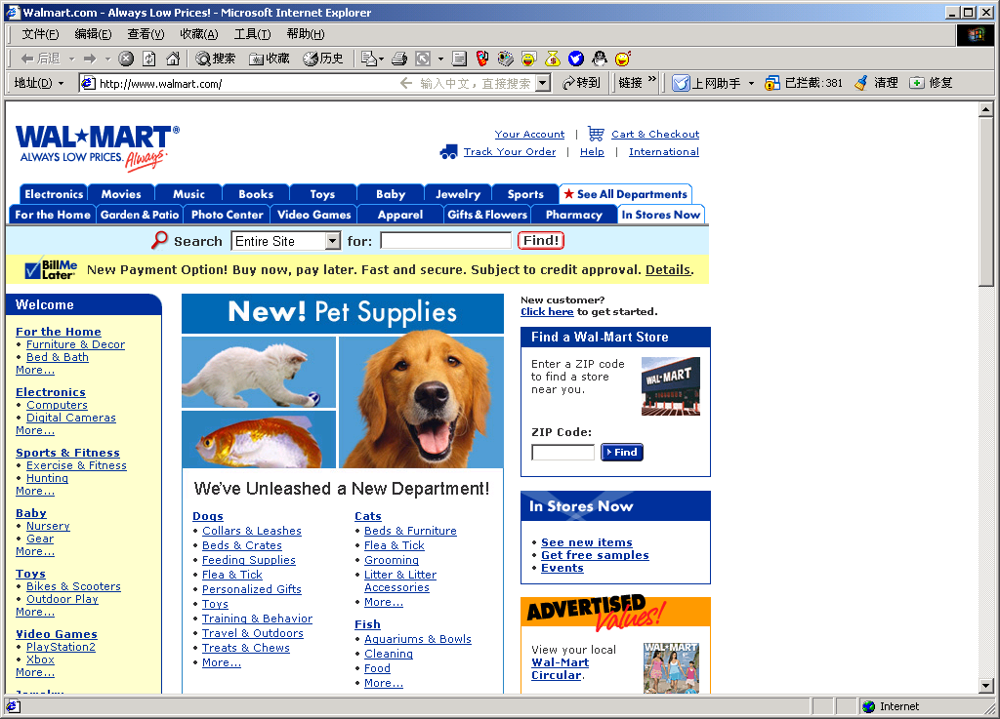 Walmart.com - Always Low Prices! - Microsoft Internet Explorer
文件(F) 编辑(E) 查看(V) 收藏(A) 工具(T) 帮助(H)
后退 搜索 收藏 历史
地址(D) http://www.walmart.com/ 输入中文，直接搜索 转到 链接 » 上网助手 已拦截:381 清理 修复
WAL★MART®
ALWAYS LOW PRICES. Always.
Your Account | Cart & Checkout
Track Your Order | Help | International
Electronics Movies Music Books Toys Baby Jewelry Sports ★ See All Departments
For the Home Garden & Patio Photo Center Video Games Apparel Gifts & Flowers Pharmacy In Stores Now
Search Entire Site for: Find!
BillMe Later® New Payment Option! Buy now, pay later. Fast and secure. Subject to credit approval. Details.
Welcome
For the Home
• Furniture & Decor
• Bed & Bath
More...
Electronics
• Computers
• Digital Cameras
More...
Sports & Fitness
• Exercise & Fitness
• Hunting
More...
Baby
• Nursery
• Gear
More...
Toys
• Bikes & Scooters
• Outdoor Play
More...
Video Games
• PlayStation2
• Xbox
More...
Jewelry
New! Pet Supplies
We've Unleashed a New Department!
Dogs
• Collars & Leashes
• Beds & Crates
• Feeding Supplies
• Flea & Tick
• Personalized Gifts
• Toys
• Training & Behavior
• Travel & Outdoors
• Treats & Chews
• More...
Cats
• Beds & Furniture
• Flea & Tick
• Grooming
• Litter & Litter
Accessories
• More...
Fish
• Aquariums & Bowls
• Cleaning
• Food
• More...
New customer?
Click here to get started.
Find a Wal-Mart Store
Enter a ZIP code
to find a store
near you.
WAL★MART
ZIP Code:
Find
In Stores Now
• See new items
• Get free samples
• Events
ADVERTISED
Values!
View your local
Wal-Mart
Circular.
WAL★MART
Internet